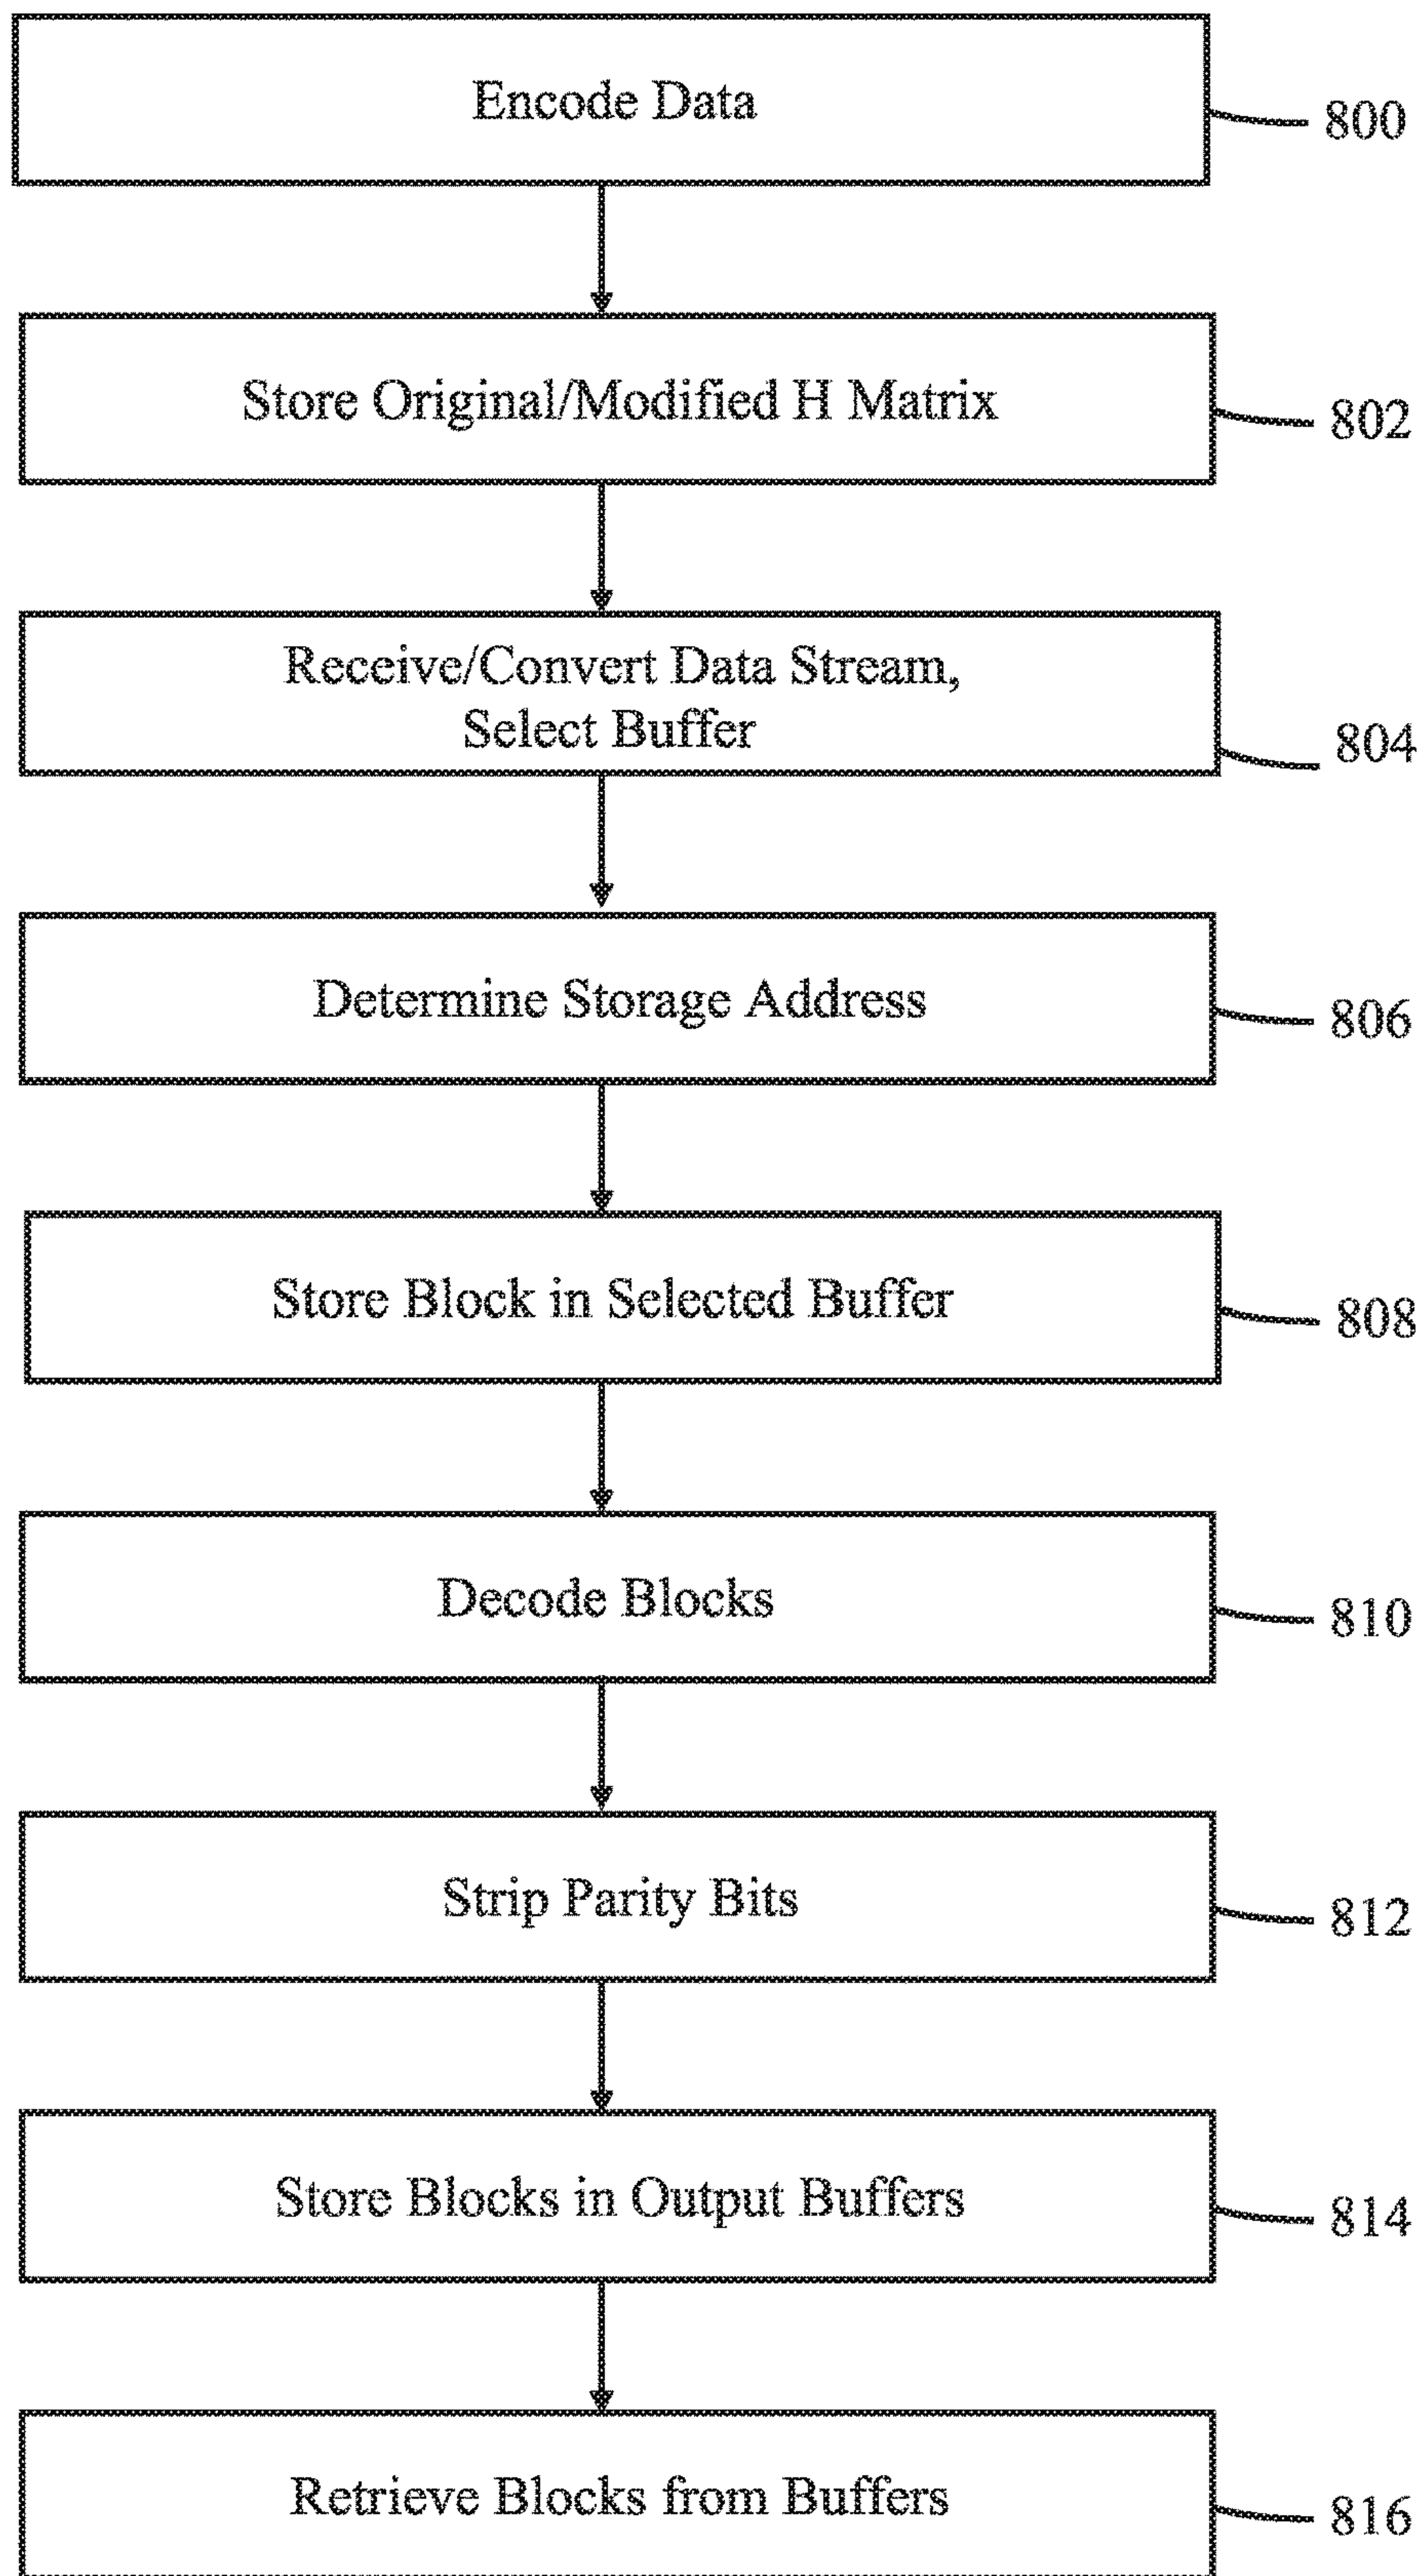 Encode Data
800
Store Original/Modified H Matrix
802
Receive/Convert Data Stream,
Select Buffer
804
Determine Storage Address
806
Store Block in Selected Buffer
808
Decode Blocks
810
Strip Parity Bits
812
Store Blocks in Output Buffers
814
Retrieve Blocks from Buffers
816